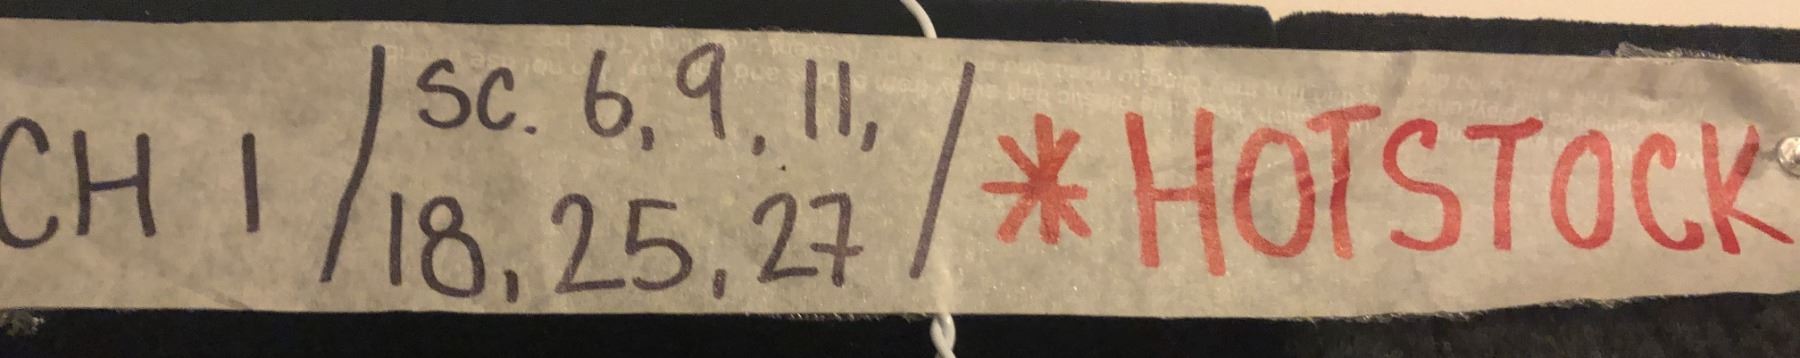 CH 1 / SC. 6, 9, 11, / *HOTSTOCK
18, 25, 27